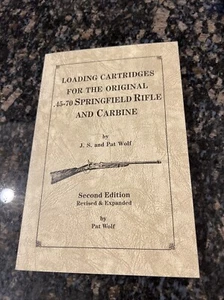 LOADING CARTRIDGES
FOR THE ORIGINAL
.45-70 SPRINGFIELD RIFLE
AND CARBINE
by
J. S. and Pat Wolf
Second Edition
Revised & Expanded
by
Pat Wolf